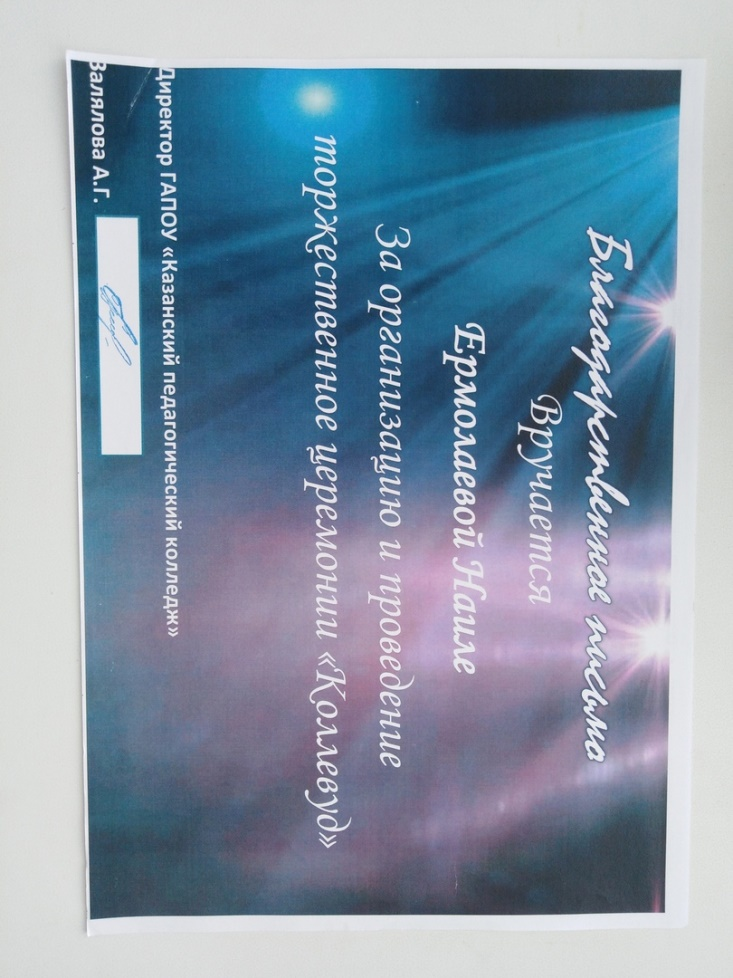 Благодарственное письмо
Вручается
Ермолаевой Наиле
За организацию и проведение
торжественное церемонии «Коллевуд»
Директор ГАПОУ «Казанский педагогический колледж»
Валялова А.Г.